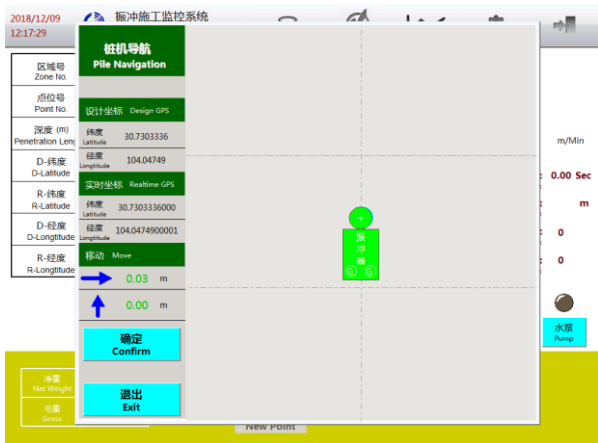 2018/12/09
12:17:29
振冲施工监控系统
区域号
Zone No.
点位号
Point No.
深度 (m)
Penetration Leng
D-纬度
D-Latitude
R-纬度
R-Latitude
D-经度
D-Longtitude
R-经度
R-Longtitude
桩机导航
Pile Navigation
设计坐标 Design GPS
纬度
Latitude
30.7303336
经度
Longtitude
104.04749
实时坐标 Realtime GPS
纬度
Latitude
30.7303336000
经度
Longtitude
104.0474900001
移动 Move
0.03 m
0.00 m
确定
Confirm
退出
Exit
振
冲
器
G G
m/Min
: 0.00 Sec
: m
: 0
: 0
水泵
Pump
净重
Net Weight
毛重
Gross
New Point